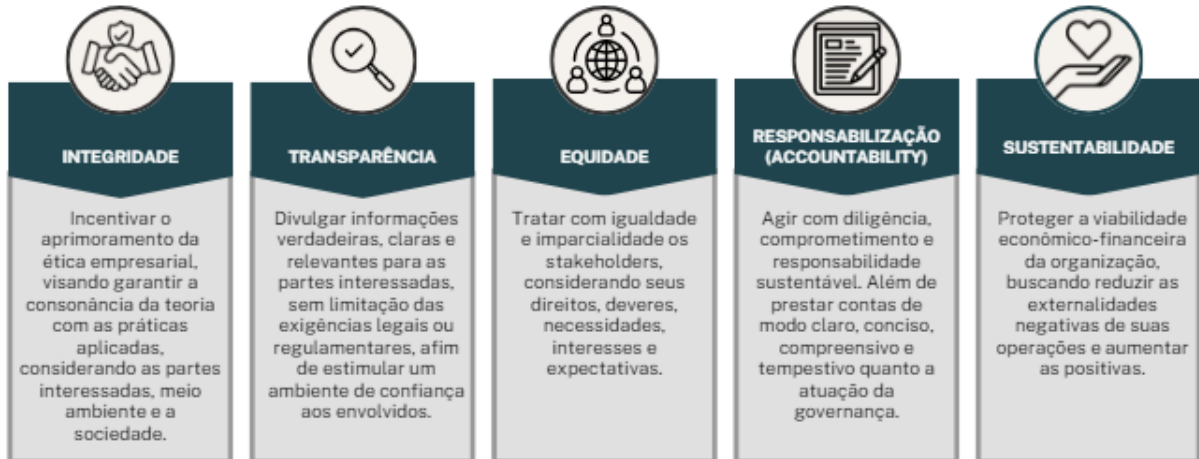 INTEGRIDADE
Incentivar o
aprimoramento da
ética empresarial,
visando garantir a
consonância da teoria
com as práticas
aplicadas,
considerando as partes
interessadas, meio
ambiente e a
sociedade.
TRANSPARÊNCIA
Divulgar informações
verdadeiras, claras e
relevantes para as
partes interessadas,
sem limitação das
exigências legais ou
regulamentares, afim
de estimular um
ambiente de confiança
aos envolvidos.
EQUIDADE
Tratar com igualdade
e imparcialidade os
stakeholders,
considerando seus
direitos, deveres,
necessidades,
interesses e
expectativas.
RESPONSABILIZAÇÃO
(ACCOUNTABILITY)
Agir com diligência,
comprometimento e
responsabilidade
sustentável. Além de
prestar contas de
modo claro, conciso,
compreensivo e
tempestivo quanto a
atuação da
governança.
SUSTENTABILIDADE
Proteger a viabilidade
econômico-financeira
da organização,
buscando reduzir as
externalidades
negativas de suas
operações e aumentar
as positivas.